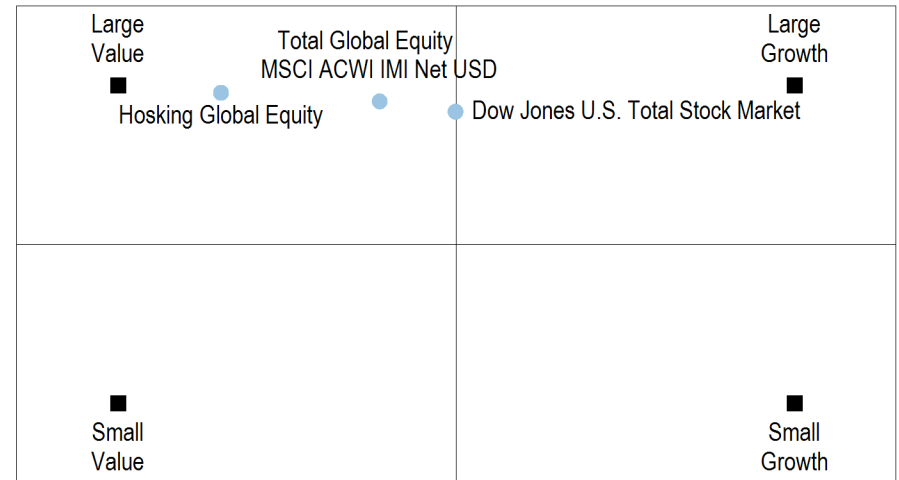 Large
Value
Total Global Equity
MSCI ACWI IMI Net USD
Large
Growth
Hosking Global Equity
Dow Jones U.S. Total Stock Market
Small
Value
Small
Growth